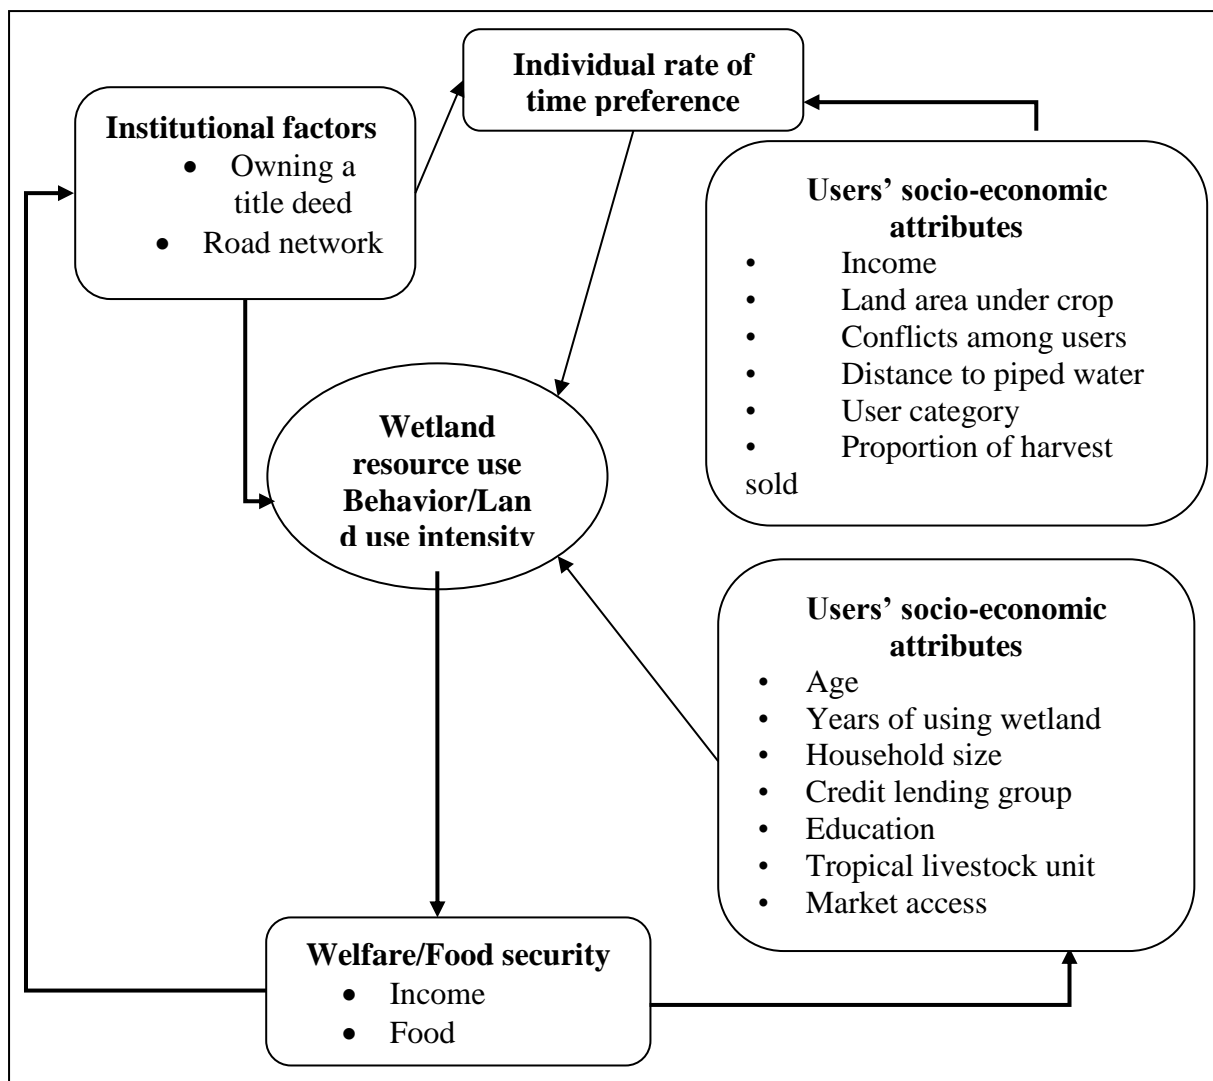 Individual rate of
time preference
Institutional factors
• Owning a
title deed
• Road network
Users’ socio-economic
attributes
• Income
• Land area under crop
• Conflicts among users
• Distance to piped water
• User category
• Proportion of harvest
sold
Wetland
resource use
Behavior/Lan
d use intensity
Users’ socio-economic
attributes
• Age
• Years of using wetland
• Household size
• Credit lending group
• Education
• Tropical livestock unit
• Market access
Welfare/Food security
• Income
• Food